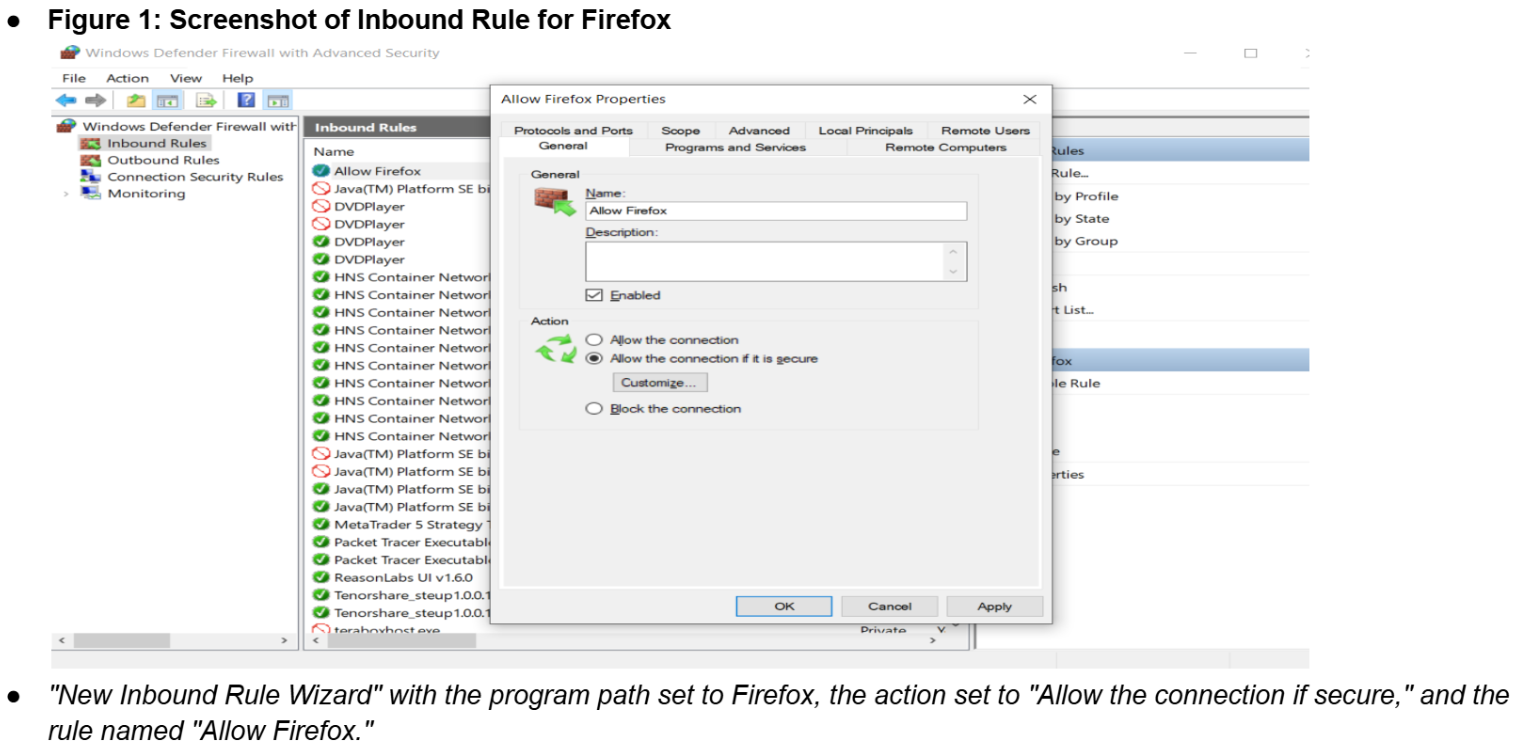 ● Figure 1: Screenshot of Inbound Rule for Firefox
Windows Defender Firewall with Advanced Security
File Action View Help
Windows Defender Firewall with
Inbound Rules
Outbound Rules
Connection Security Rules
Monitoring
Inbound Rules
Name
Allow Firefox
Java(TM) Platform SE bi
DVDPlayer
DVDPlayer
DVDPlayer
DVDPlayer
HNS Container Networ
HNS Container Networ
HNS Container Networ
HNS Container Networ
HNS Container Networ
HNS Container Networ
HNS Container Networ
HNS Container Networ
HNS Container Networ
HNS Container Networ
Java(TM) Platform SE bi
Java(TM) Platform SE bi
Java(TM) Platform SE bi
Java(TM) Platform SE bi
MetaTrader 5 Strategy T
Packet Tracer Executabl
Packet Tracer Executabl
ReasonLabs UI v1.6.0
Tenorshare_steup1.0.0.1
Tenorshare_steup1.0.0.1
teraboxhost.exe Private Y
Allow Firefox Properties
Protocols and Ports Scope Advanced Local Principals Remote Users
General Programs and Services Remote Computers
General
Name:
Allow Firefox
Description:
Enabled
Action
Allow the connection
Allow the connection if it is secure
Customize...
Block the connection
OK Cancel Apply
Rules
Rule...
by Profile
by State
by Group
sh
t List...
fox
le Rule
e
erties
● "New Inbound Rule Wizard" with the program path set to Firefox, the action set to "Allow the connection if secure," and the
rule named "Allow Firefox."